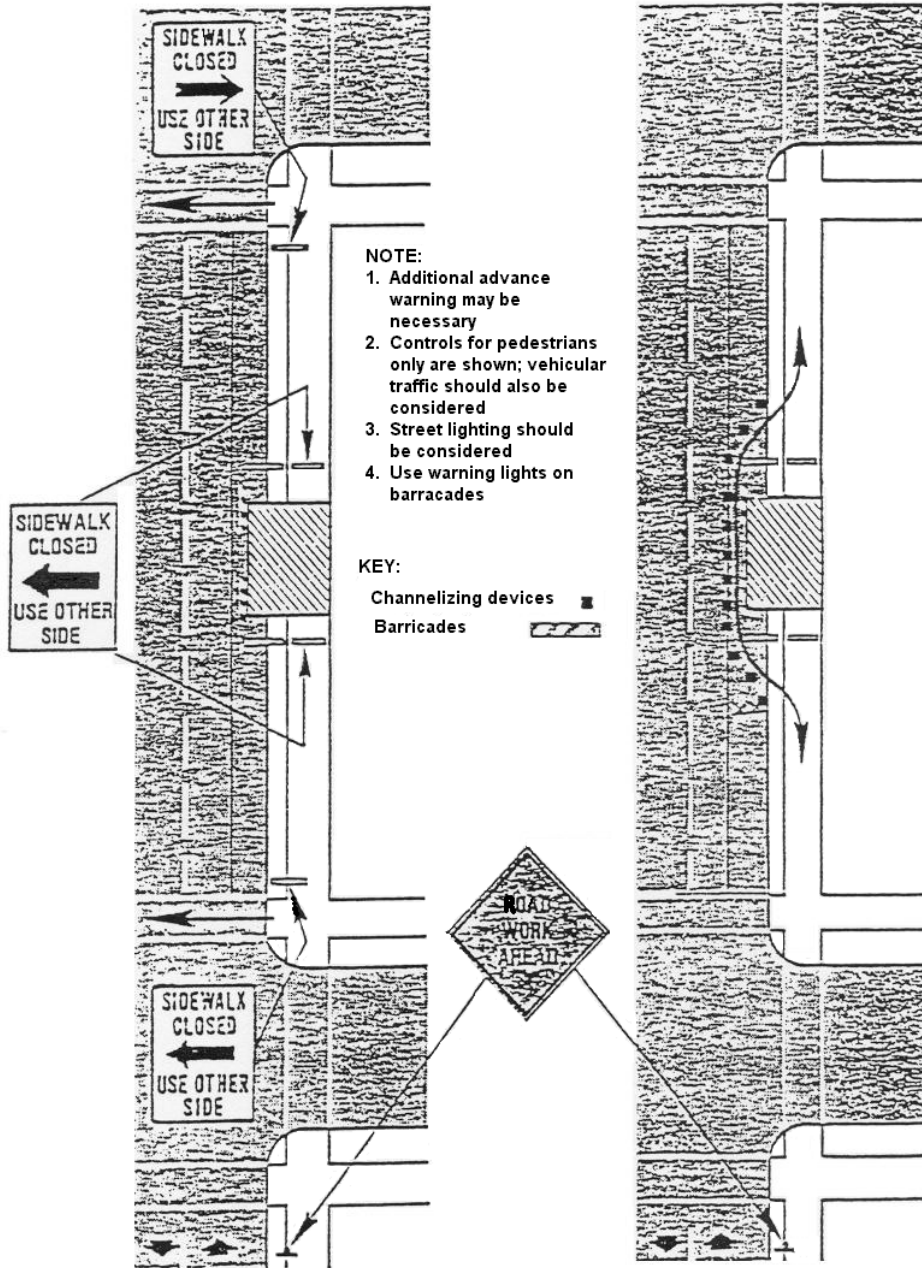 SIDEWALK
CLOSED
USE OTHER
SIDE
NOTE:
1. Additional advance
warning may be
necessary
2. Controls for pedestrians
only are shown; vehicular
traffic should also be
considered
3. Street lighting should
be considered
4. Use warning lights on
barracades
SIDEWALK
CLOSED
USE OTHER
SIDE
KEY:
Channelizing devices
Barricades
ROAD
WORK
AHEAD
SIDEWALK
CLOSED
USE OTHER
SIDE